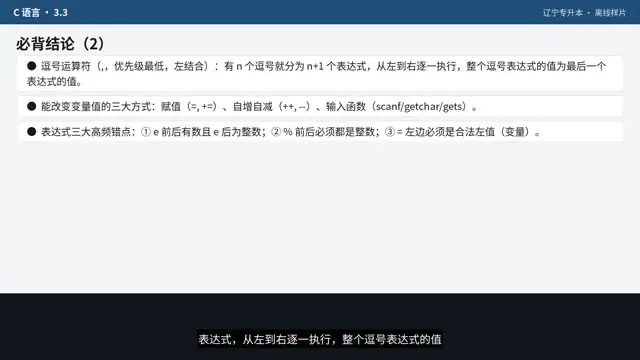 C 语言 • 3.3
辽宁专升本 • 离线样片
必背结论（2）
● 逗号运算符（,，优先级最低，左结合）：有 n 个逗号就分为 n+1 个表达式，从左到右逐一执行，整个逗号表达式的值为最后一个
表达式的值。
● 能改变变量值的三大方式：赋值（=, +=）、自增自减（++, --）、输入函数（scanf/getchar/gets）。
● 表达式三大高频错点：① e 前后有数且 e 后为整数；② % 前后必须都是整数；③ = 左边必须是合法左值（变量）。
表达式，从左到右逐一执行，整个逗号表达式的值